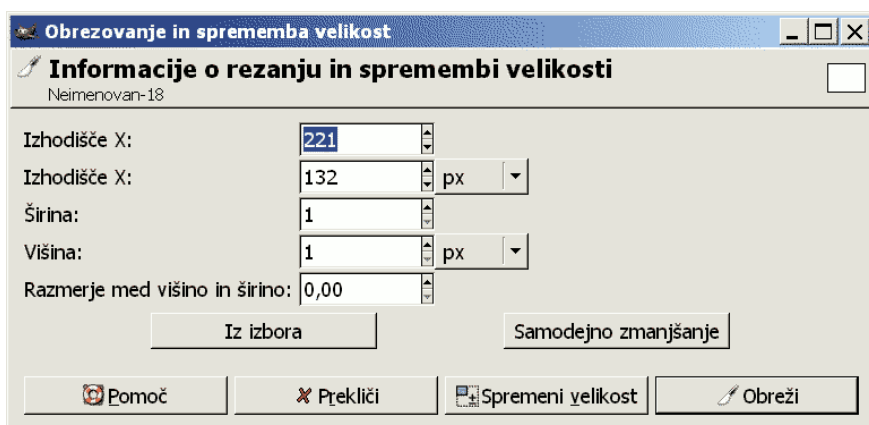 Obrezovanje in sprememba velikost
Informacije o rezanju in spremembi velikosti
Neimenovan-18
Izhodišče X: 221
Izhodišče X: 132 px
Širina: 1
Višina: 1 px
Razmerje med višino in širino: 0,00
Iz izbora Samodejno zmanjšanje
Pomoč Prekliči Spremeni velikost Obreži